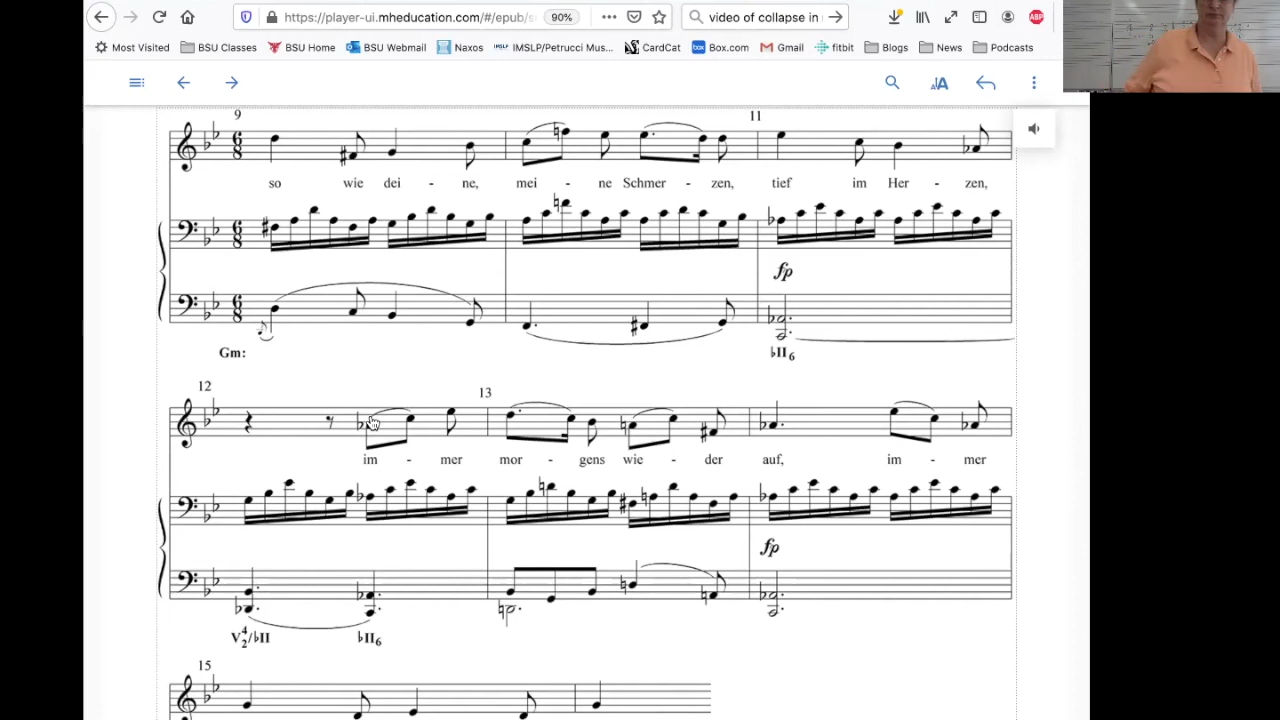 https://player-ui.mheducation.com/#/epub/s
90%
video of collapse in
ABP
Most Visited
BSU Classes
BSU Home
BSU Webmail
Naxos
IMSLP/Petrucci Mus...
CardCat
box
Box.com
Gmail
fitbit
Blogs
News
Podcasts
AA
9
11
so wie dei - ne, mei - ne Schmer - zen, tief im Her - zen,
fp
Gm:
♭II6
12
13
im - mer mor - gens wie - der auf, im - mer
fp
V4/2/♭II
♭II6
15